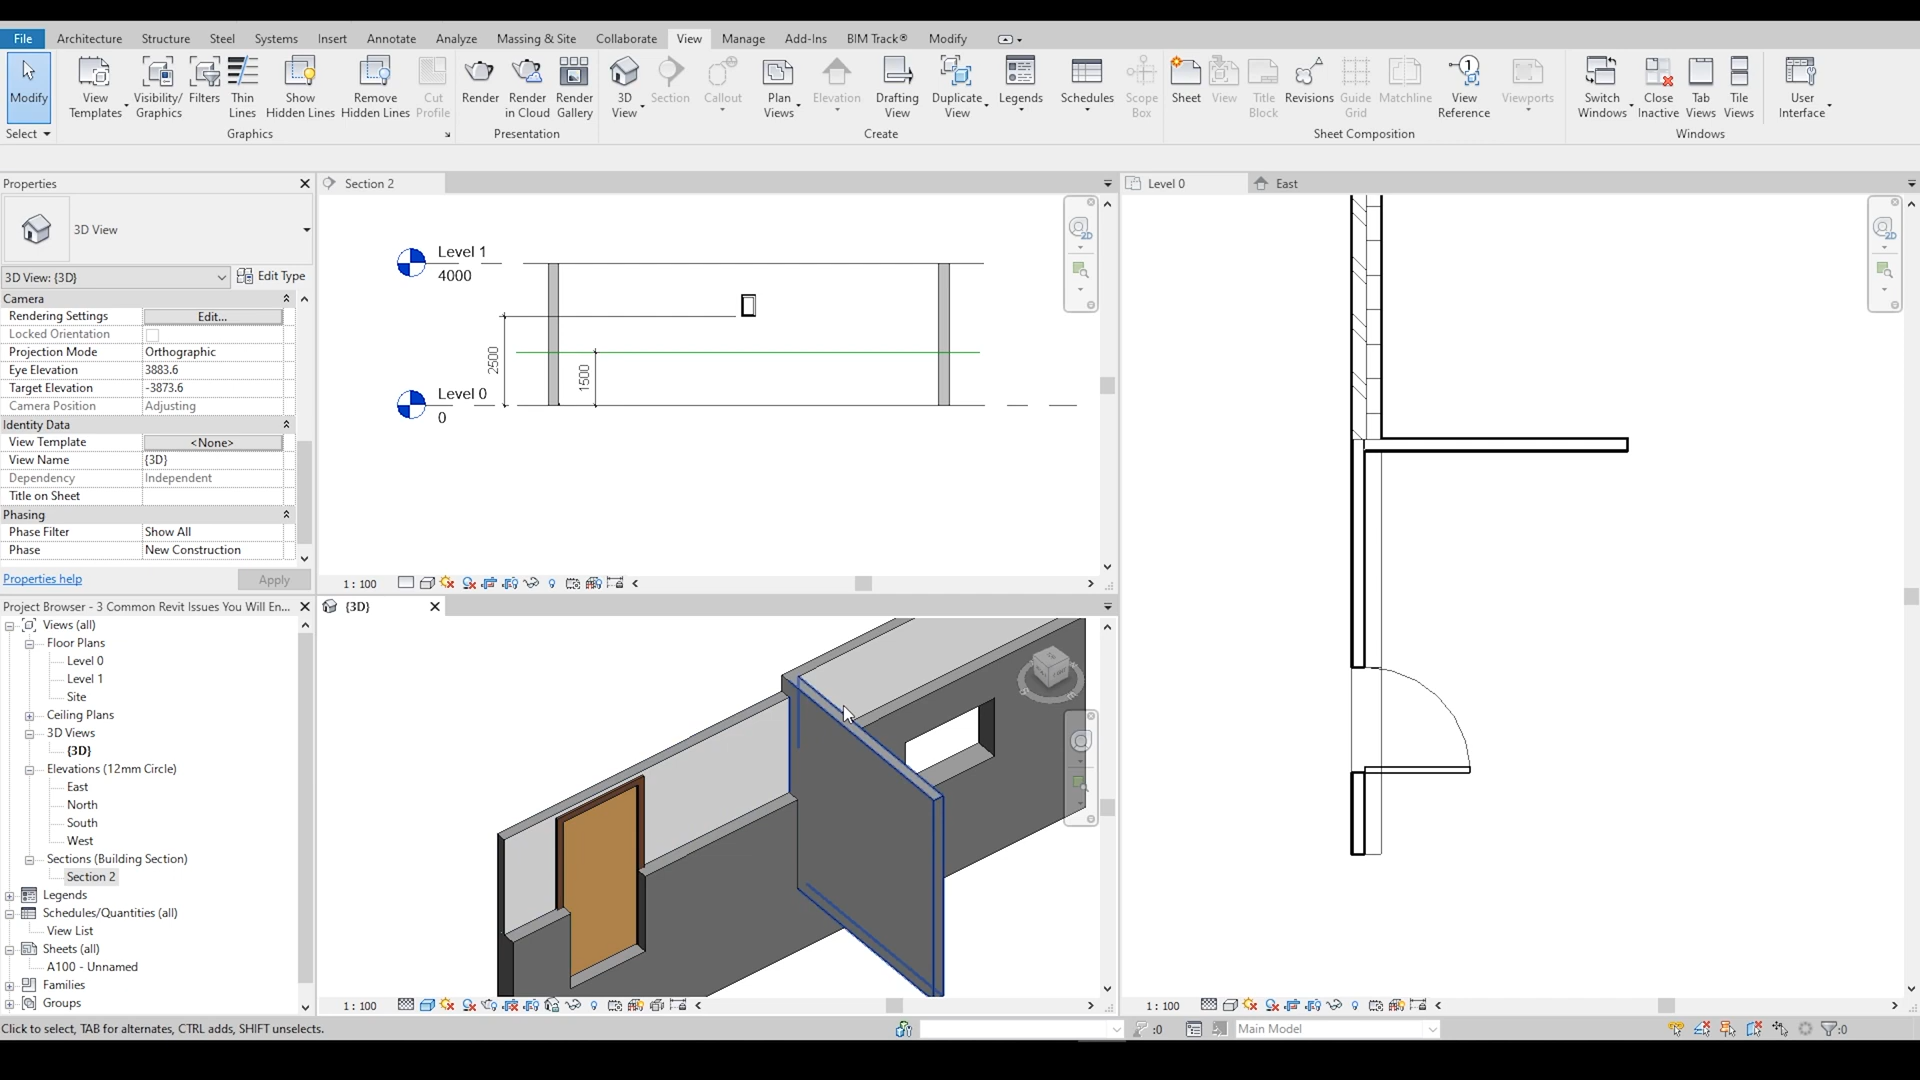 File Architecture Structure Steel Systems Insert Annotate Analyze Massing & Site Collaborate View Manage Add-Ins BIM Track® Modify
Modify View Templates Visibility/ Graphics Filters Thin Lines Show Hidden Lines Remove Hidden Lines Cut Profile Render Render in Cloud Render Gallery 3D View Section Callout Plan Views Elevation Drafting View Duplicate View Legends Schedules Scope Box Sheet View Title Block Revisions Guide Grid Matchline View Reference Viewports Switch Windows Close Inactive Tab Views Tile Views User Interface
Select Graphics Presentation Create Sheet Composition Windows
Properties
3D View
3D View: {3D} Edit Type
Camera
Rendering Settings Edit...
Locked Orientation
Projection Mode Orthographic
Eye Elevation 3883.6
Target Elevation -3873.6
Camera Position Adjusting
Identity Data
View Template <None>
View Name {3D}
Dependency Independent
Title on Sheet
Phasing
Phase Filter Show All
Phase New Construction
Properties help Apply
Project Browser - 3 Common Revit Issues You Will En...
Views (all)
Floor Plans
Level 0
Level 1
Site
Ceiling Plans
3D Views
{3D}
Elevations (12mm Circle)
East
North
South
West
Sections (Building Section)
Section 2
Legends
Schedules/Quantities (all)
View List
Sheets (all)
A100 - Unnamed
Families
Groups
Section 2
Level 1
4000
2500
1500
Level 0
0
2D
1 : 100
{3D}
1 : 100
Level 0 East
2D
1 : 100
Click to select, TAB for alternates, CTRL adds, SHIFT unselects.
:0 Main Model :0